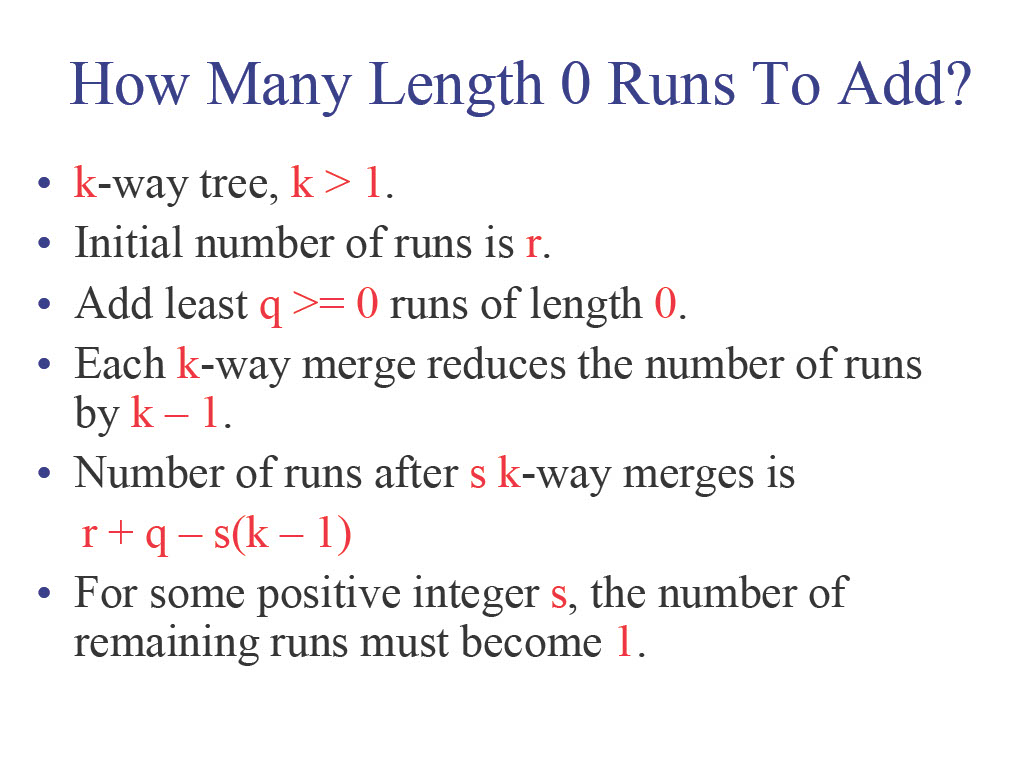 How Many Length 0 Runs To Add?
• k-way tree, k > 1.
• Initial number of runs is r.
• Add least q >= 0 runs of length 0.
• Each k-way merge reduces the number of runs
by k – 1.
• Number of runs after s k-way merges is
r + q – s(k – 1)
• For some positive integer s, the number of
remaining runs must become 1.